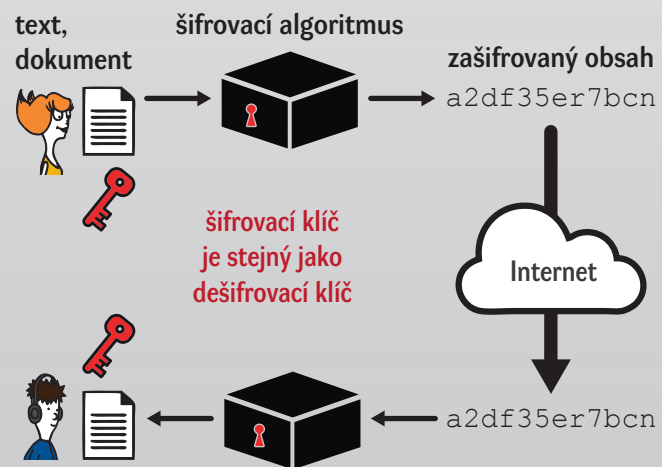 text,
dokument
šifrovací algoritmus
zašifrovaný obsah
a2df35er7bcn
šifrovací klíč
je stejný jako
dešifrovací klíč
Internet
a2df35er7bcn